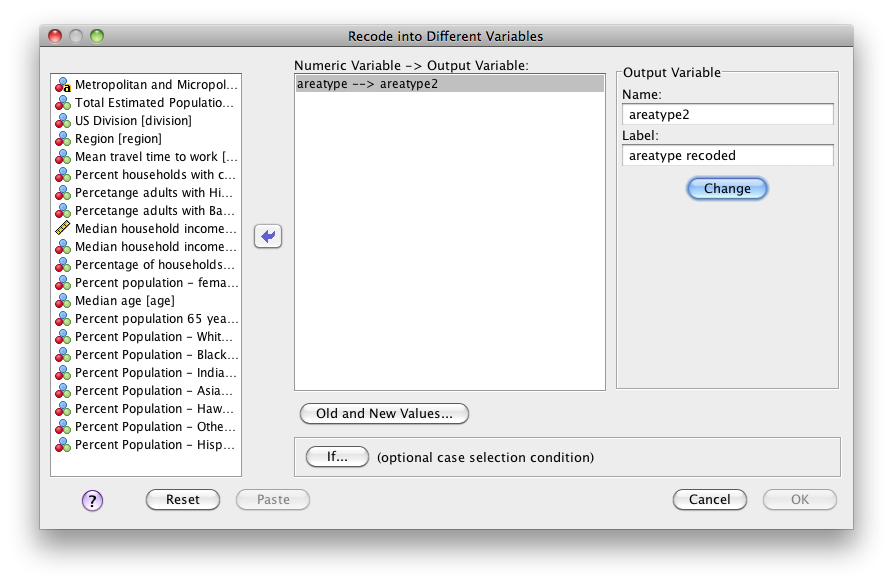 Recode into Different Variables
a Metropolitan and Micropol...
Total Estimated Populatio...
US Division [division]
Region [region]
Mean travel time to work [...
Percent households with c...
Percetange adults with Hi...
Percetange adults with Ba...
Median household income...
Median household income...
Percentage of households...
Percent population - fema...
Median age [age]
Percent population 65 yea...
Percent Population - Whit...
Percent Population - Black...
Percent Population - India...
Percent Population - Asia...
Percent Population - Haw...
Percent Population - Othe...
Percent Population - Hisp...
Numeric Variable -> Output Variable:
areatype --> areatype2
Output Variable
Name:
areatype2
Label:
areatype recoded
Change
Old and New Values...
If... (optional case selection condition)
? Reset Paste Cancel OK